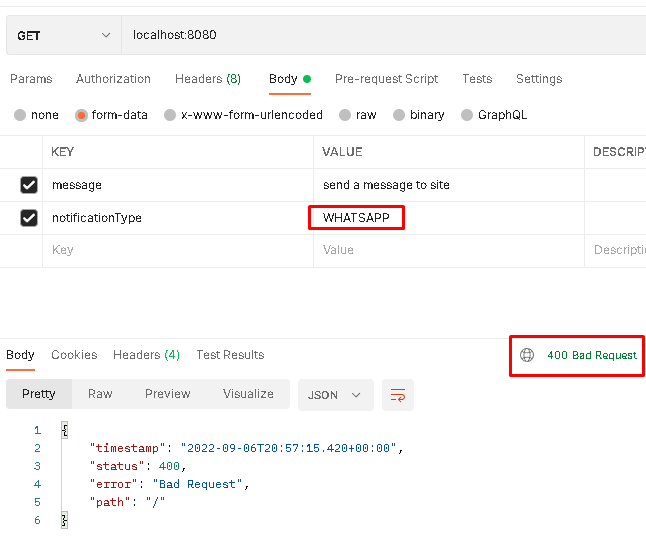 GET localhost:8080
Params Authorization Headers (8) Body Pre-request Script Tests Settings
none form-data x-www-form-urlencoded raw binary GraphQL
KEY VALUE DESCRIPT
message send a message to site
notificationType WHATSAPP
Key Value Descripti
Body Cookies Headers (4) Test Results 400 Bad Request
Pretty Raw Preview Visualize JSON
1 {
2 "timestamp": "2022-09-06T20:57:15.420+00:00",
3 "status": 400,
4 "error": "Bad Request",
5 "path": "/"
6 }